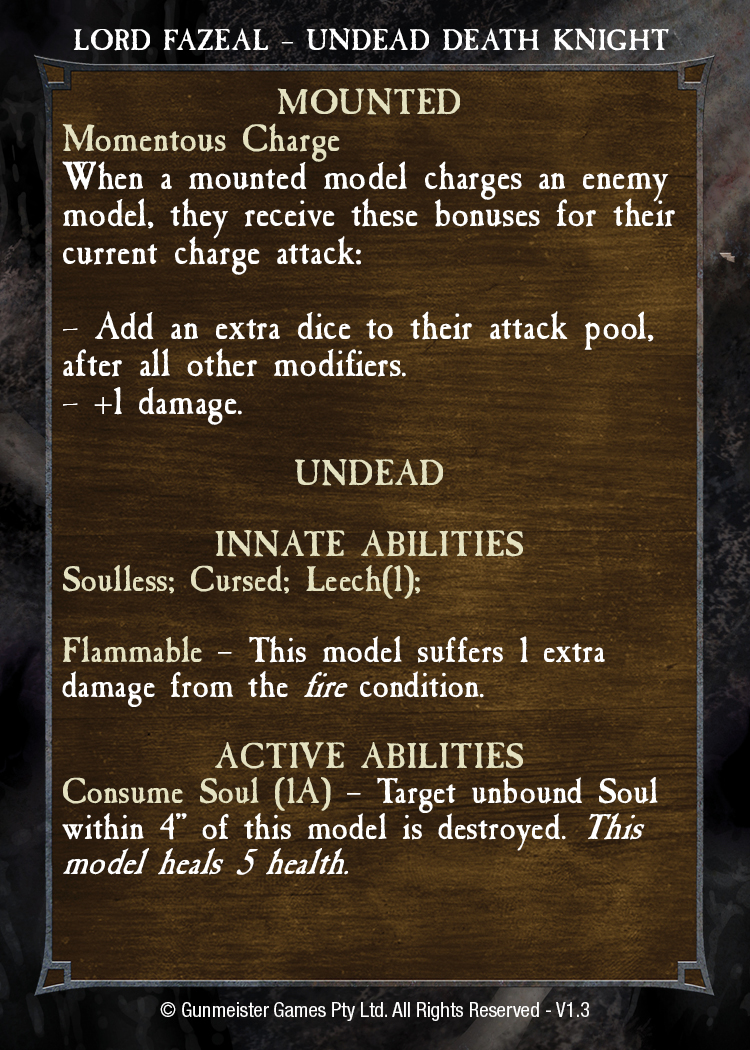 LORD FAZEAL – UNDEAD DEATH KNIGHT
MOUNTED
Momentous Charge
When a mounted model charges an enemy
model, they receive these bonuses for their
current charge attack:
– Add an extra dice to their attack pool,
after all other modifiers.
– +1 damage.
UNDEAD
INNATE ABILITIES
Soulless; Cursed; Leech(1);
Flammable – This model suffers 1 extra
damage from the fire condition.
ACTIVE ABILITIES
Consume Soul (1A) – Target unbound Soul
within 4" of this model is destroyed. This
model heals 5 health.
© Gunmeister Games Pty Ltd. All Rights Reserved - V1.3